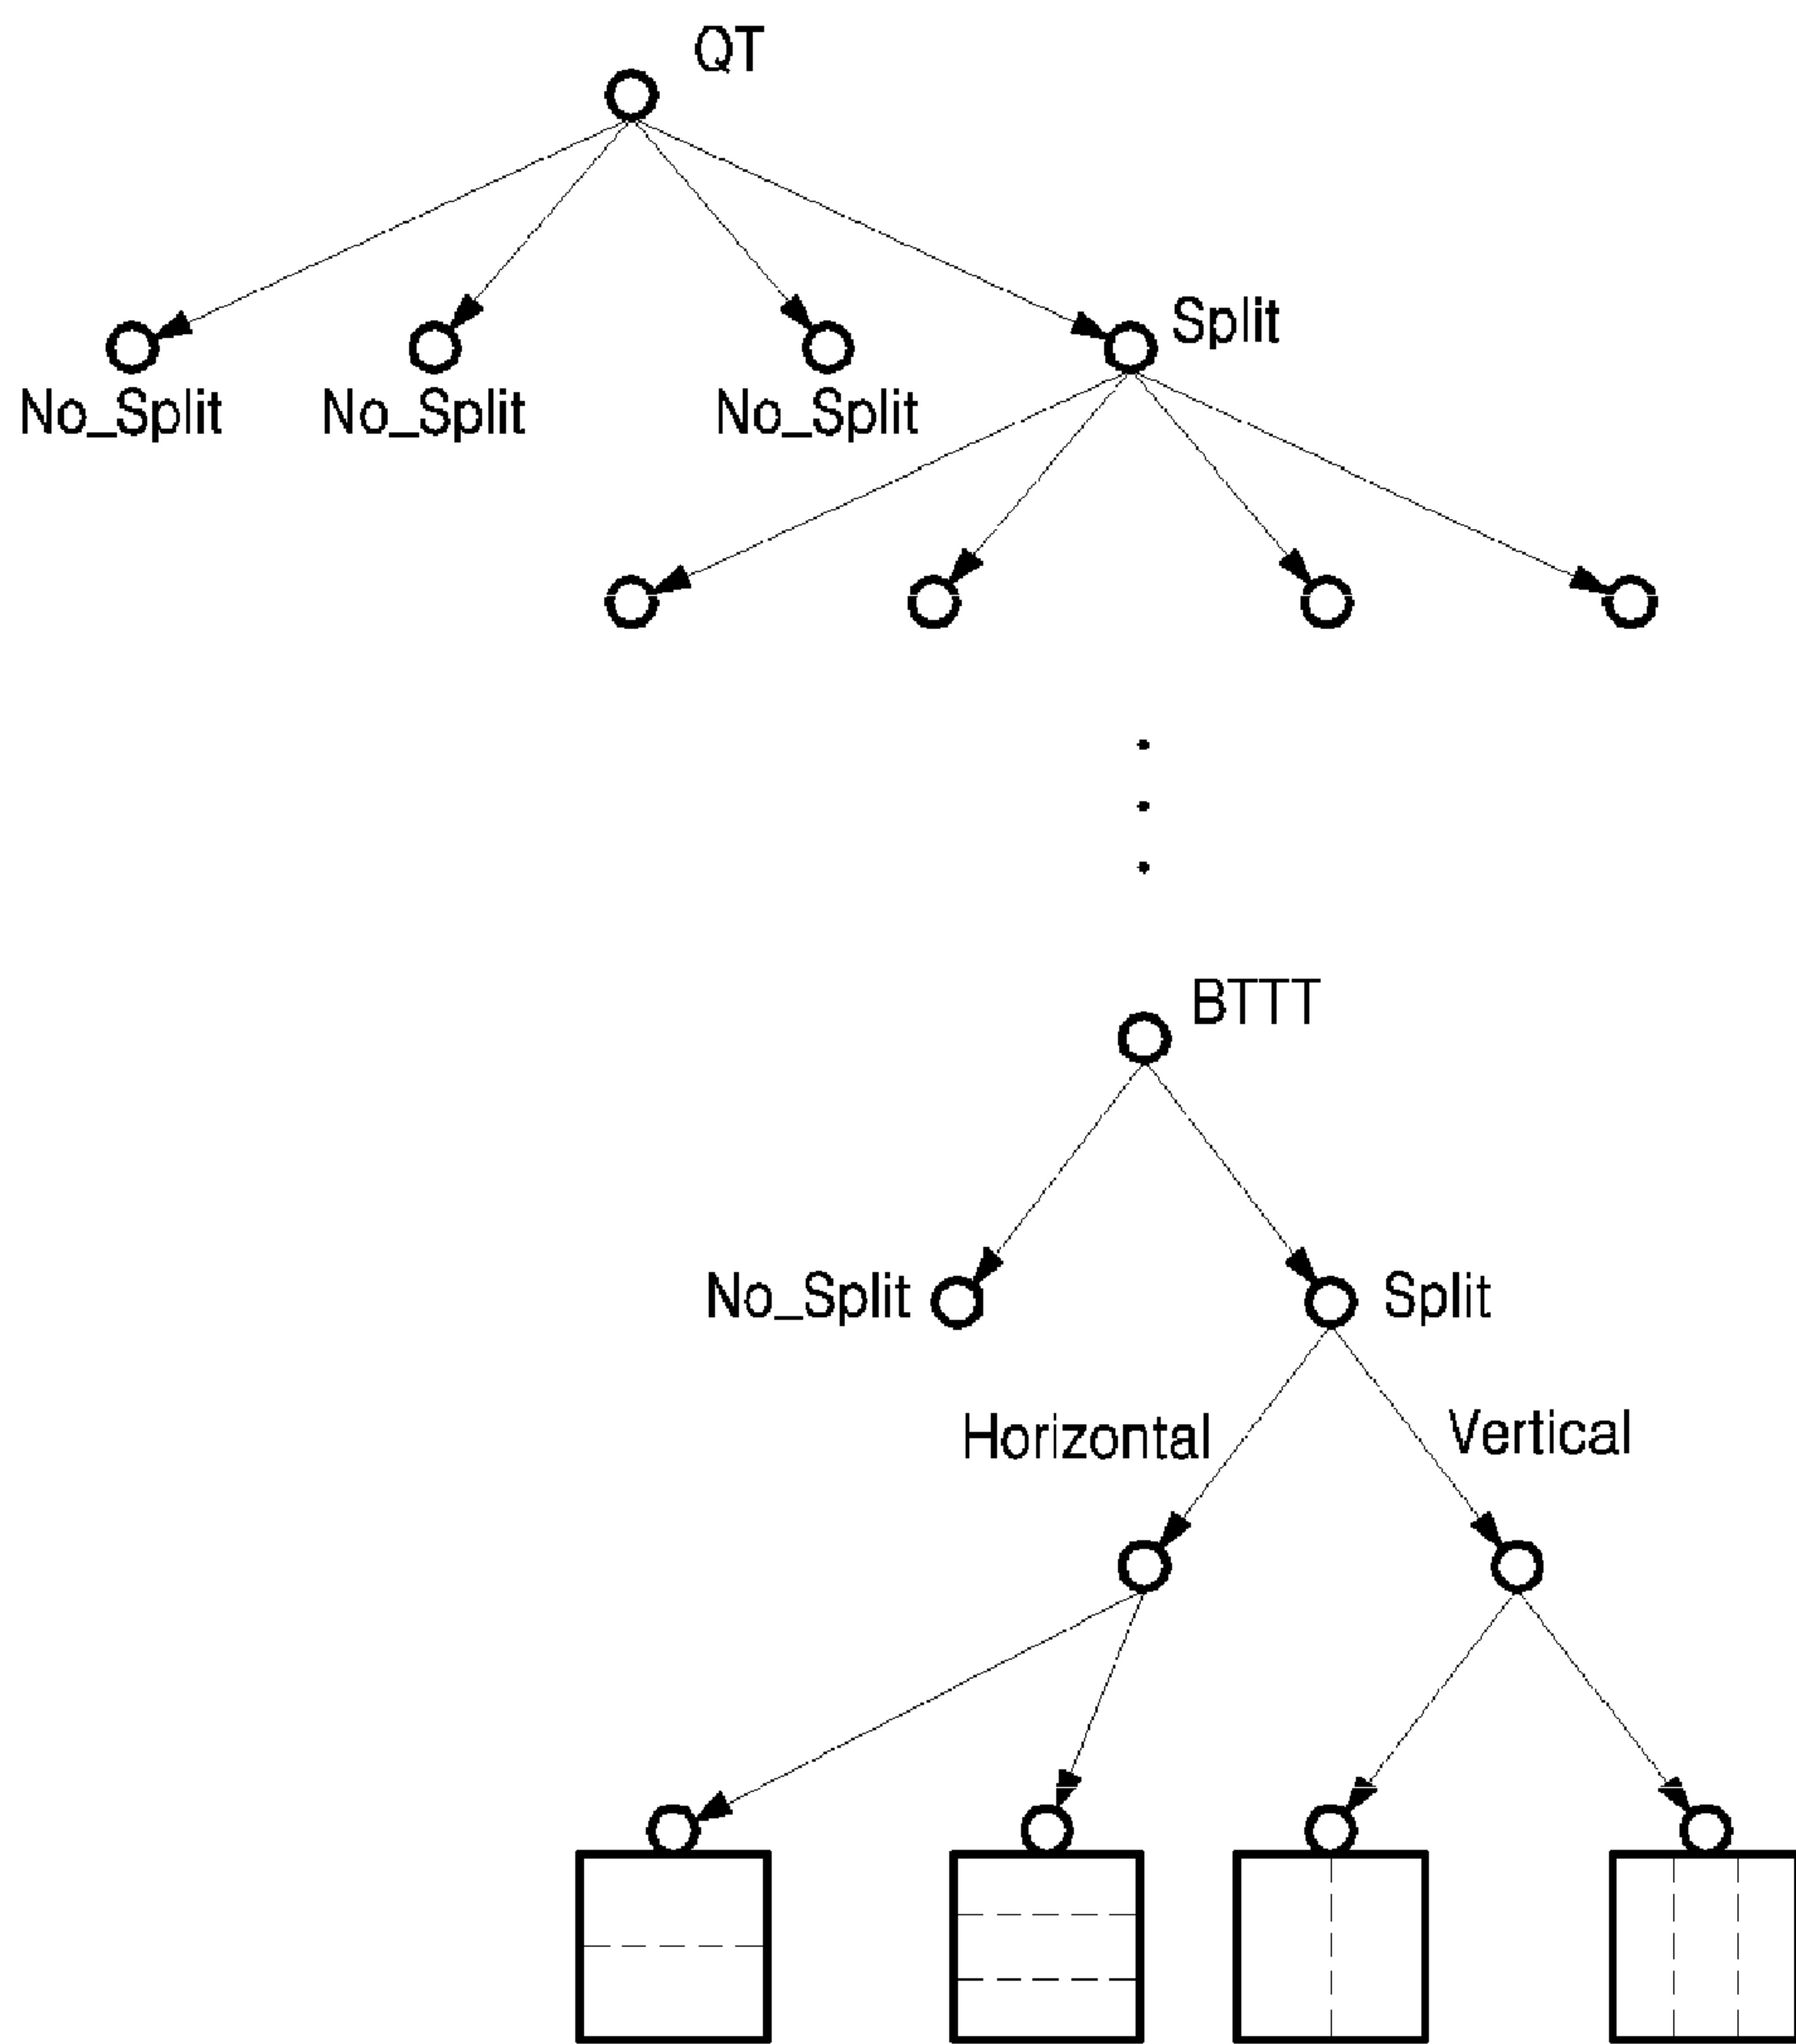 QT
Split
No_Split
No_Split
No_Split
BTTT
No_Split
Split
Horizontal
Vertical